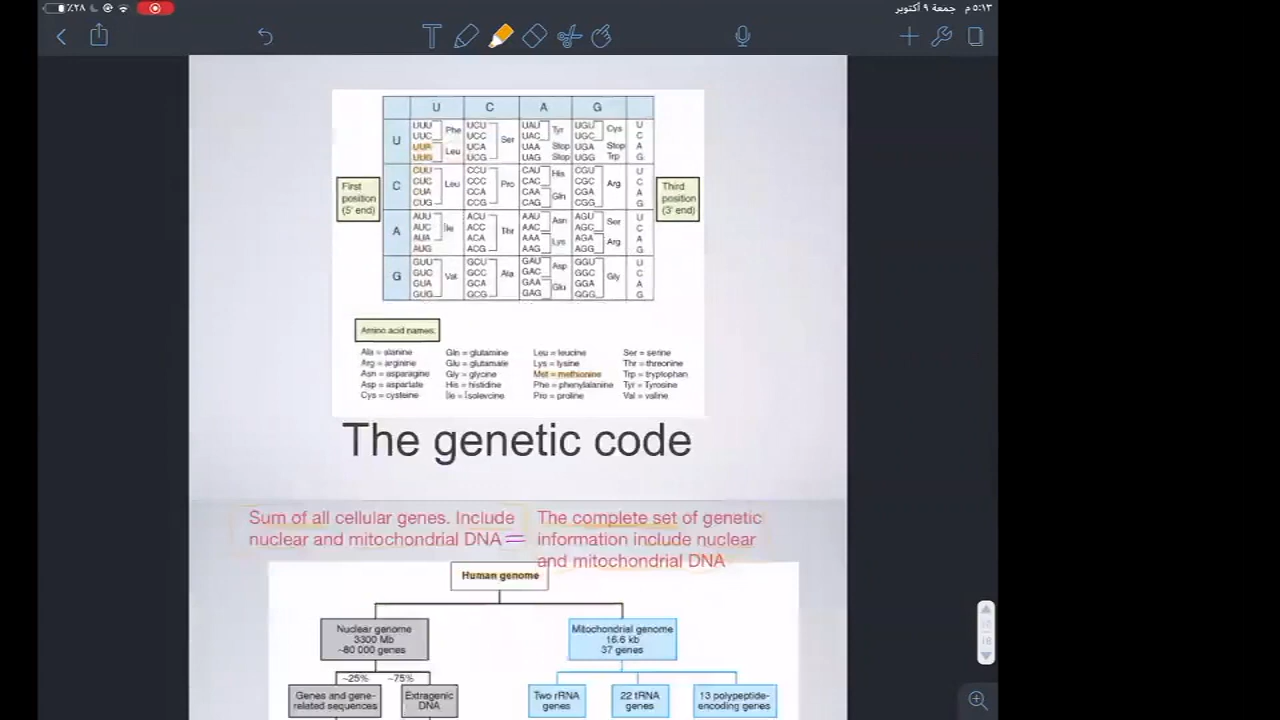 ٪٢٨
٥:١٣ م جمعة ٩ أكتوبر
U C A G
First position (5' end)
Third position (3' end)
U
UUU UCU UAU UGU U
UUC Phe UCC UAC Tyr UGC Cys C
UUA UCA Ser UAA Stop UGA Stop A
UUG Leu UCG UAG Stop UGG Trp G
C
CUU CCU CAU CGU U
CUC Leu CCC Pro CAC His CGC Arg C
CUA CCA CAA CGA A
CUG CCG CAG Gln CGG G
A
AUU ACU AAU AGU U
AUC Ile ACC Thr AAC Asn AGC Ser C
AUA ACA AAA AGA A
AUG ACG AAG Lys AGG Arg G
G
GUU GCU GAU GGU U
GUC Val GCC Ala GAC Asp GGC Gly C
GUA GCA GAA GGA A
GUG GCG GAG Glu GGG G
Amino acid names:
Ala = alanine Gln = glutamine Leu = leucine Ser = serine
Arg = arginine Glu = glutamate Lys = lysine Thr = threonine
Asn = asparagine Gly = glycine Met = methionine Trp = tryptophan
Asp = aspartate His = histidine Phe = phenylalanine Tyr = Tyrosine
Cys = cysteine Ile = Isoleucine Pro = proline Val = valine
The genetic code
Sum of all cellular genes. Include
nuclear and mitochondrial DNA =
The complete set of genetic
information include nuclear
and mitochondrial DNA
Human genome
Nuclear genome
3300 Mb
~80 000 genes
Mitochondrial genome
16.6 kb
37 genes
~25% ~75%
Genes and gene-
related sequences
Extragenic
DNA
Two rRNA
genes
22 tRNA
genes
13 polypeptide-
encoding genes